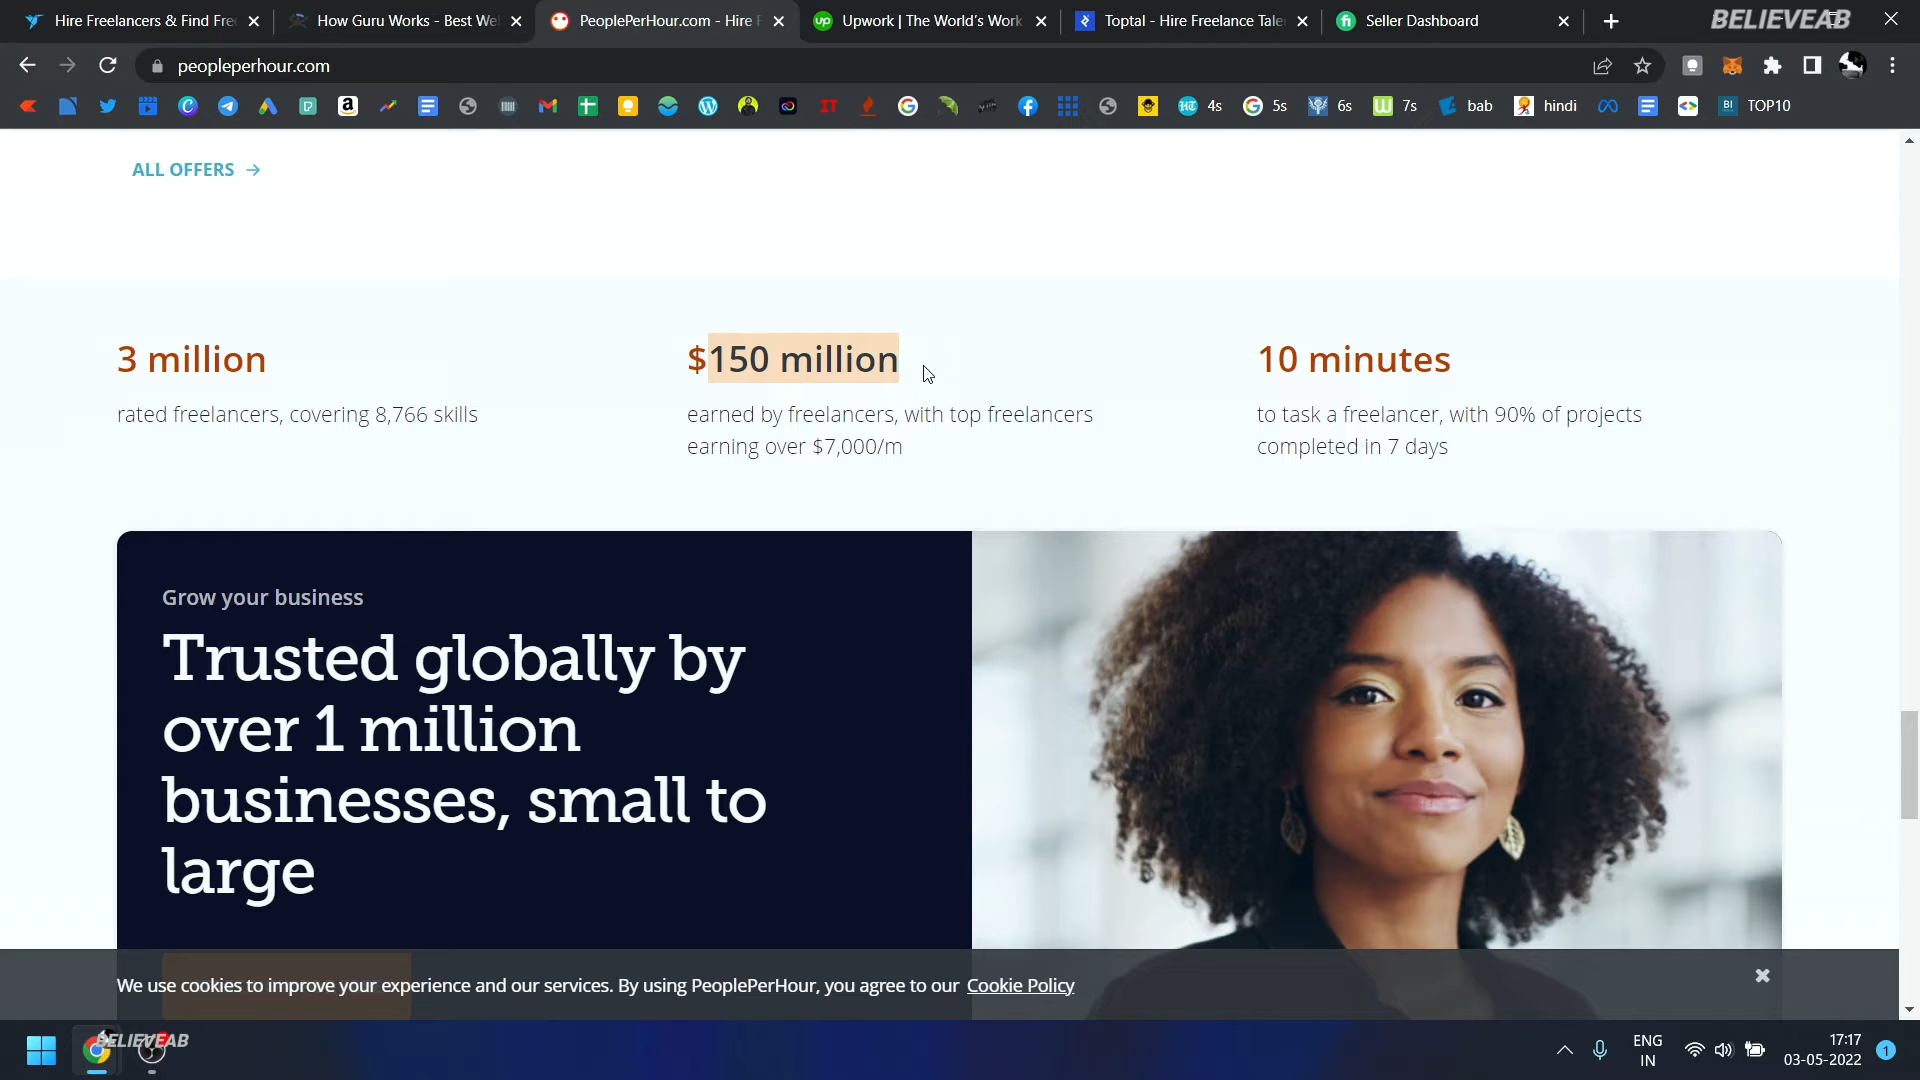 Hire Freelancers & Find Fre
How Guru Works - Best We
PeoplePerHour.com - Hire F
Upwork | The World's Work
Toptal - Hire Freelance Tale
Seller Dashboard
BELIEVEAB
peopleperhour.com
4s
5s
6s
7s
bab
hindi
TOP10
ALL OFFERS →
3 million
rated freelancers, covering 8,766 skills
$150 million
earned by freelancers, with top freelancers
earning over $7,000/m
10 minutes
to task a freelancer, with 90% of projects
completed in 7 days
Grow your business
Trusted globally by
over 1 million
businesses, small to
large
We use cookies to improve your experience and our services. By using PeoplePerHour, you agree to our Cookie Policy
BELIEVEAB
ENG
IN
17:17
03-05-2022
1